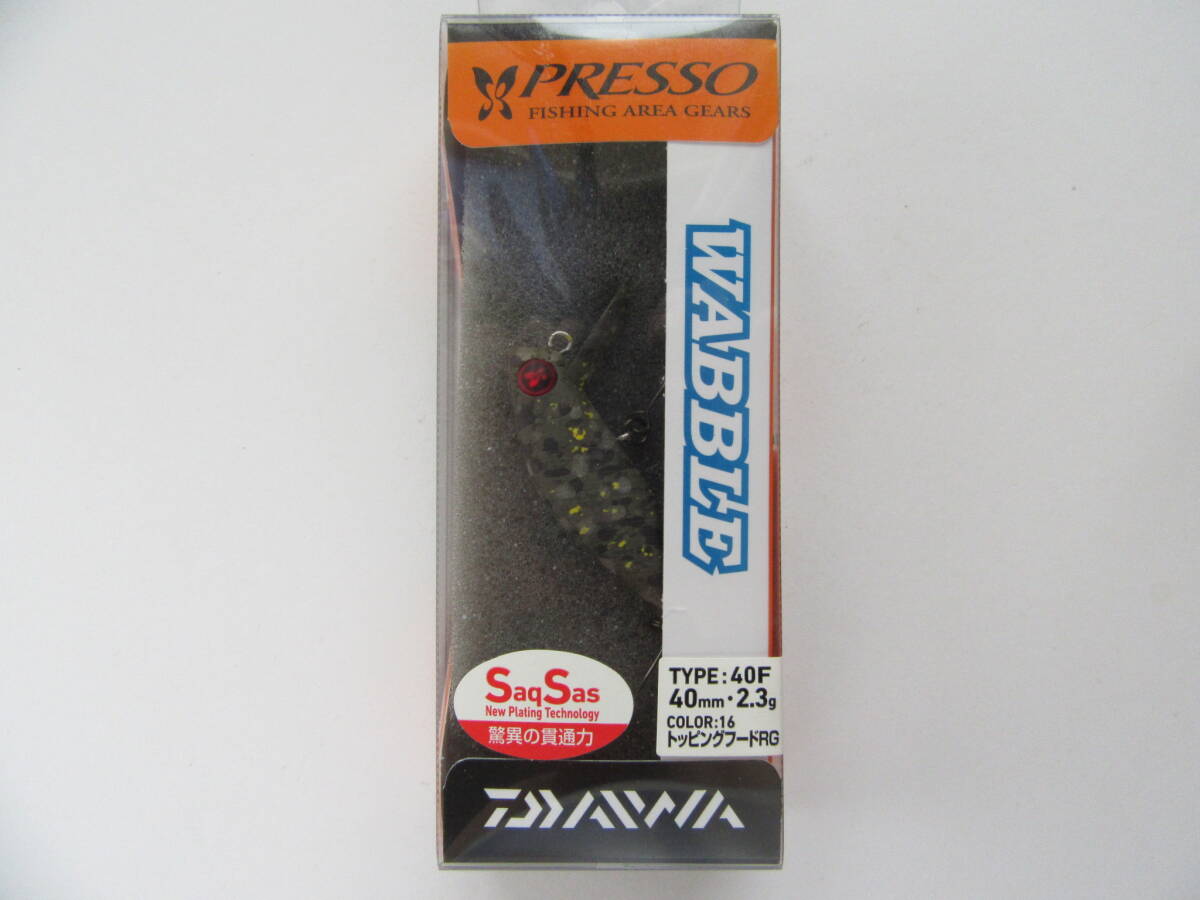 PRESSO
FISHING AREA GEARS
WABBLE
SaqSas
New Plating Technology
驚異の貫通力
TYPE:40F
40mm・2.3g
COLOR:16
トッピングフードRG
DAIWA